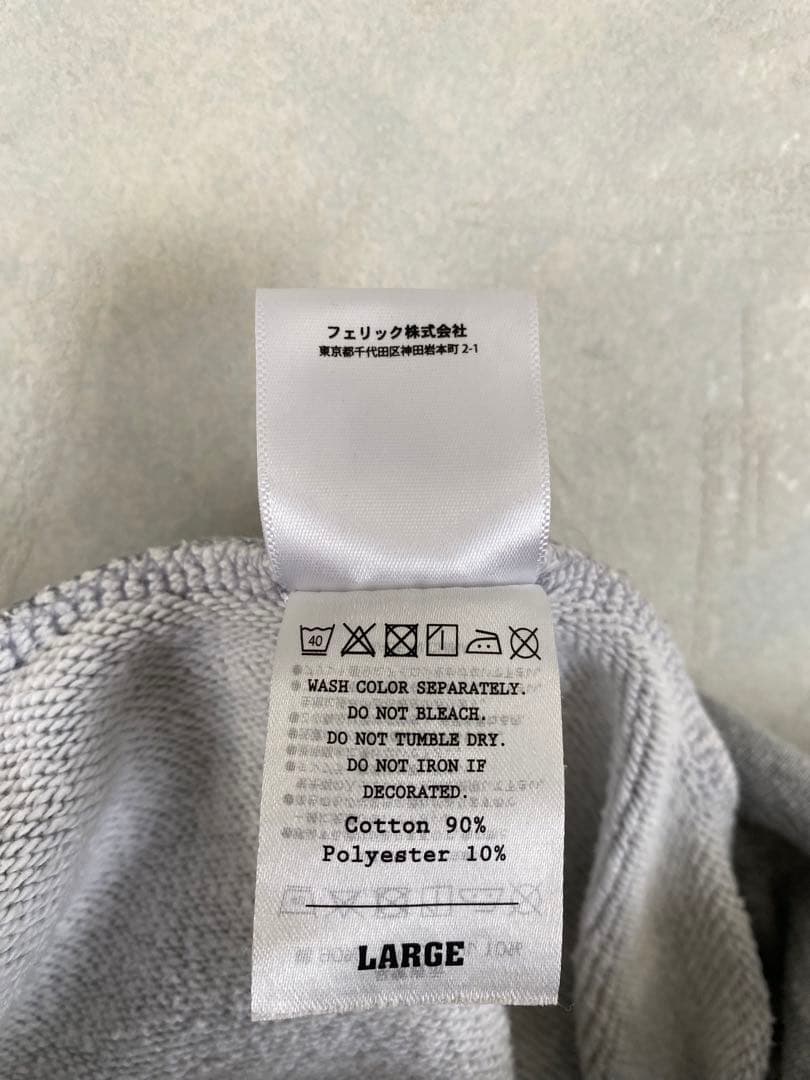 フェリック株式会社
東京都千代田区神田岩本町 2-1
40
WASH COLOR SEPARATELY.
DO NOT BLEACH.
DO NOT TUMBLE DRY.
DO NOT IRON IF
DECORATED.
Cotton 90%
Polyester 10%
LARGE